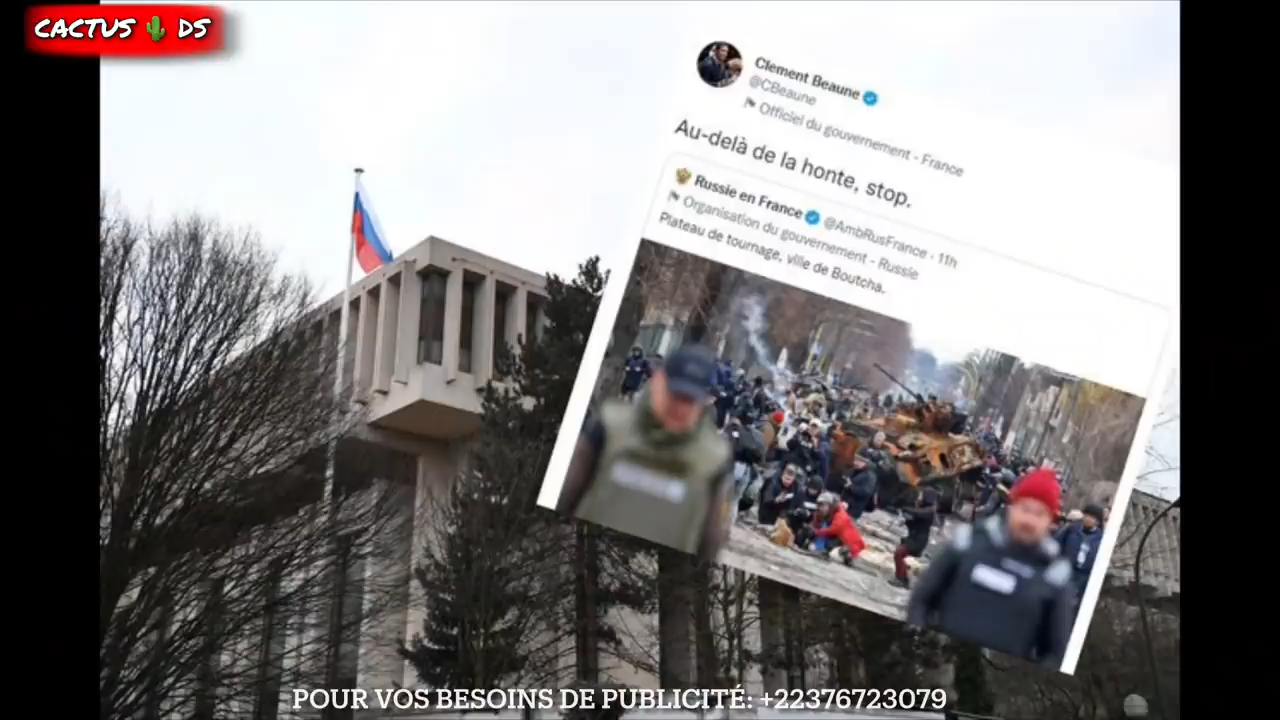 CACTUS 🌵 DS
Clement Beaune
@CBeaune
Officiel du gouvernement - France
Au-delà de la honte, stop.
Russie en France @AmbRusFrance · 11h
Organisation du gouvernement - Russie
Plateau de tournage, ville de Boutcha.
POUR VOS BESOINS DE PUBLICITÉ: +22376723079